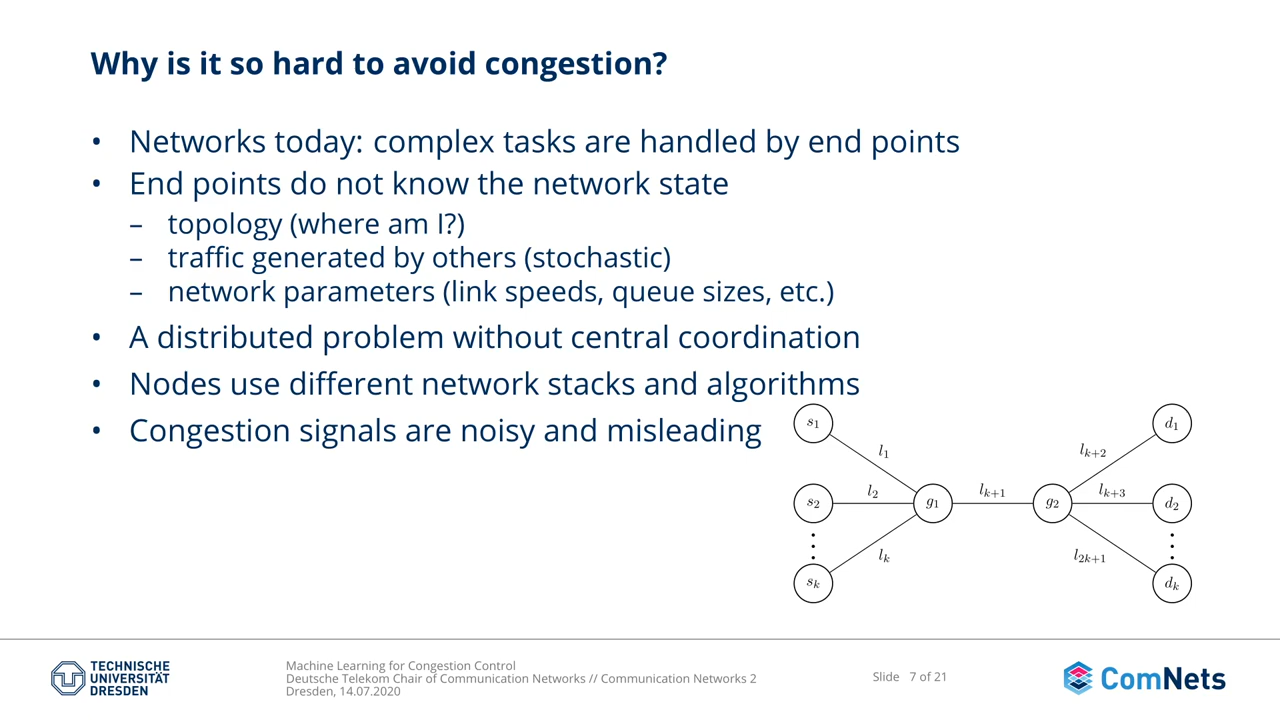 Why is it so hard to avoid congestion?
• Networks today: complex tasks are handled by end points
• End points do not know the network state
– topology (where am I?)
– traffic generated by others (stochastic)
– network parameters (link speeds, queue sizes, etc.)
• A distributed problem without central coordination
• Nodes use different network stacks and algorithms
• Congestion signals are noisy and misleading
s1 d1
l1 lk+2
s2 l2 g1 lk+1 g2 lk+3 d2
lk l2k+1
sk dk
TECHNISCHE
UNIVERSITÄT
DRESDEN
Machine Learning for Congestion Control
Deutsche Telekom Chair of Communication Networks // Communication Networks 2
Dresden, 14.07.2020
Slide 7 of 21
ComNets